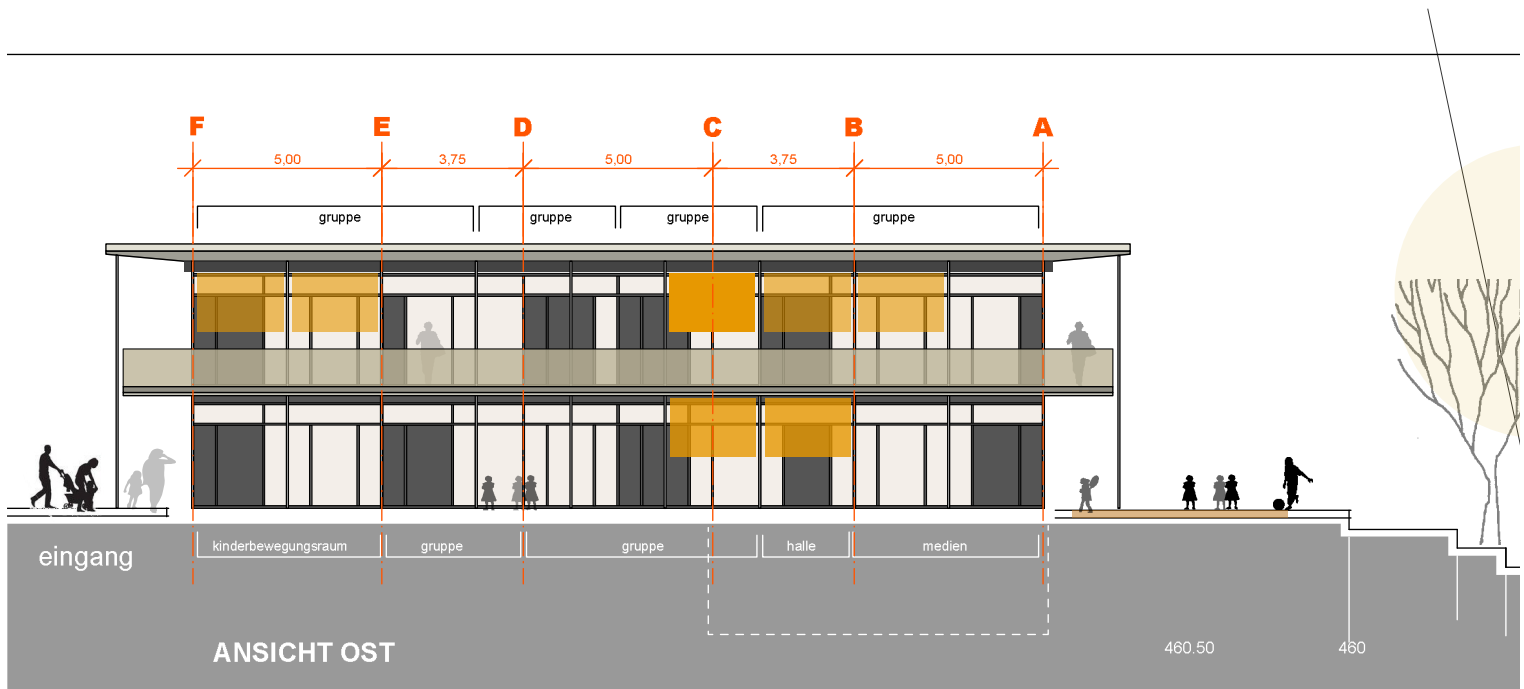 F E D C B A
5,00 3,75 5,00 3,75 5,00
gruppe gruppe gruppe gruppe
kinderbewegungsraum gruppe gruppe halle medien
eingang
ANSICHT OST
460.50 460